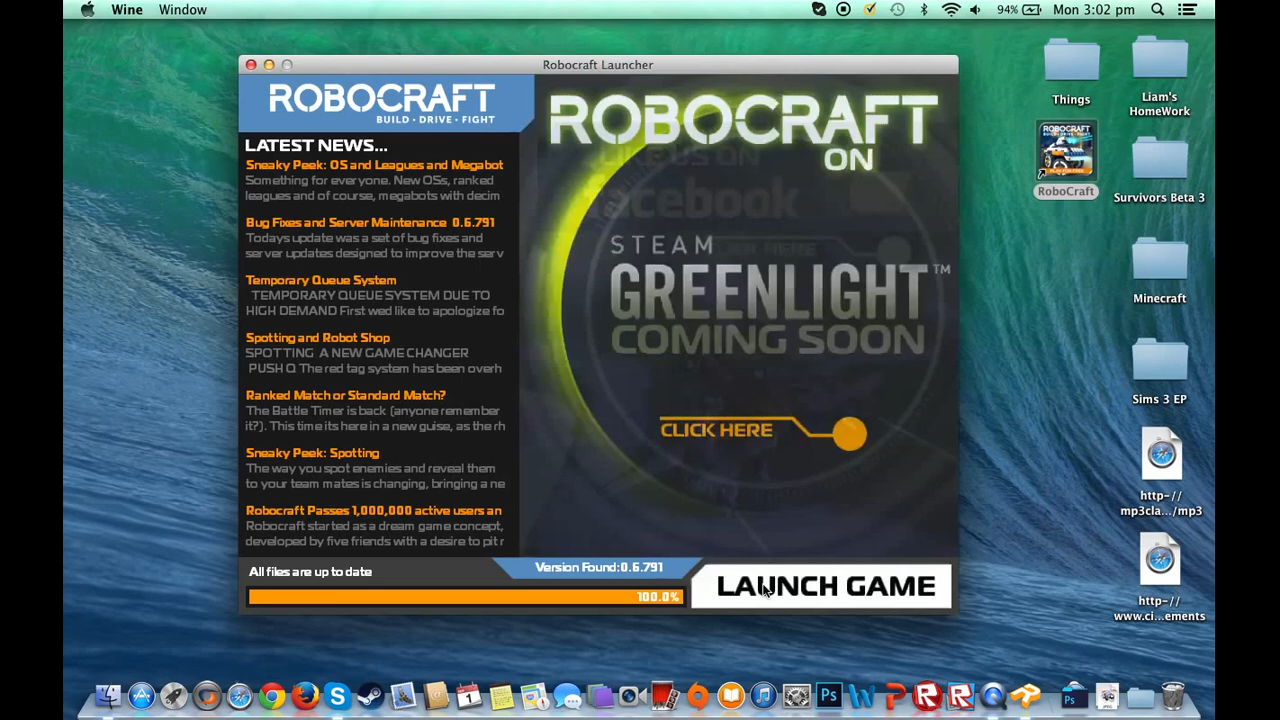 Wine Window 94% Mon 3:02 pm
Robocraft Launcher
ROBOCRAFT
BUILD · DRIVE · FIGHT
LATEST NEWS...
Sneaky Peek: OS and Leagues and Megabot
Something for everyone. New OSs, ranked
leagues and of course, megabots with decim
Bug Fixes and Server Maintenance 0.6.791
Todays update was a set of bug fixes and
server updates designed to improve the serv
Temporary Queue System
TEMPORARY QUEUE SYSTEM DUE TO
HIGH DEMAND First wed like to apologize fo
Spotting and Robot Shop
SPOTTING A NEW GAME CHANGER
PUSH Q The red tag system has been overh
Ranked Match or Standard Match?
The Battle Timer is back (anyone remember
it?). This time its here in a new guise, as the rh
Sneaky Peek: Spotting
The way you spot enemies and reveal them
to your team mates is changing, bringing a ne
Robocraft Passes 1,000,000 active users an
Robocraft started as a dream game concept,
developed by five friends with a desire to pit r
ROBOCRAFT
ON
LIKE US ON
facebook
CLICK HERE
STEAM
GREENLIGHT™
COMING SOON
CLICK HERE
All files are up to date
Version Found:0.6.791
100.0%
LAUNCH GAME
Things
Liam's
HomeWork
ROBOCRAFT
RoboCraft
Survivors Beta 3
Minecraft
Sims 3 EP
http-//
mp3cla.../mp3
http-//
www.ci...ements
Ps